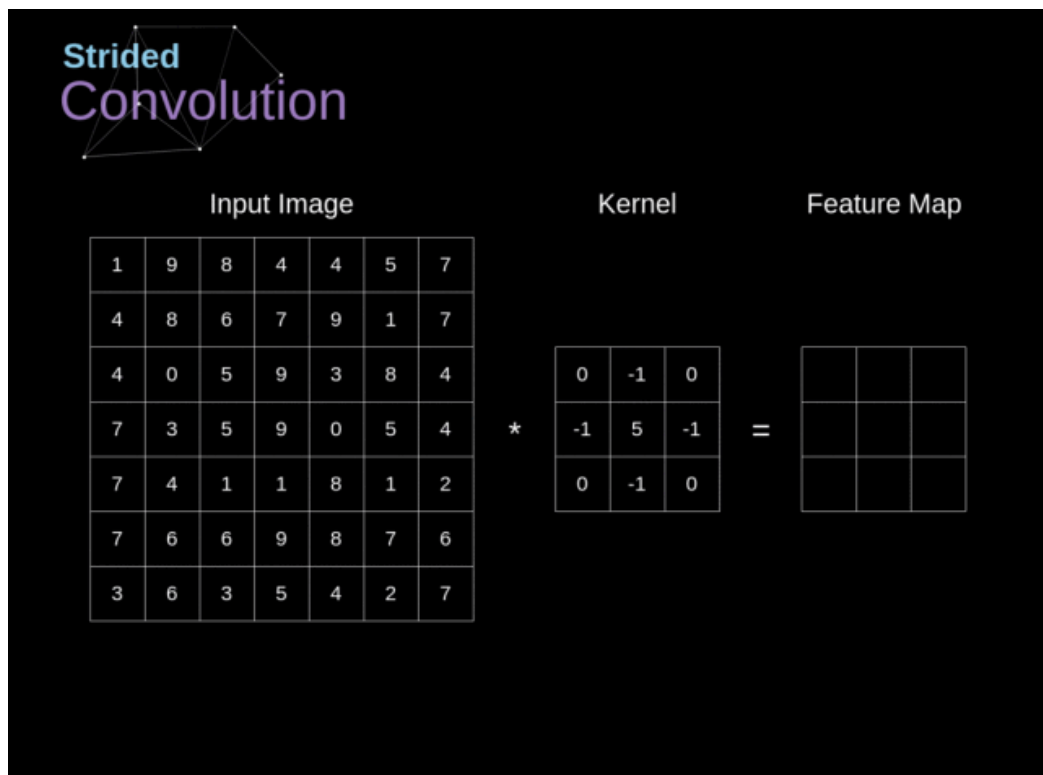 Strided
Convolution
Input Image Kernel Feature Map
1 9 8 4 4 5 7
4 8 6 7 9 1 7
4 0 5 9 3 8 4 0 -1 0
7 3 5 9 0 5 4 * -1 5 -1 =
7 4 1 1 8 1 2 0 -1 0
7 6 6 9 8 7 6
3 6 3 5 4 2 7